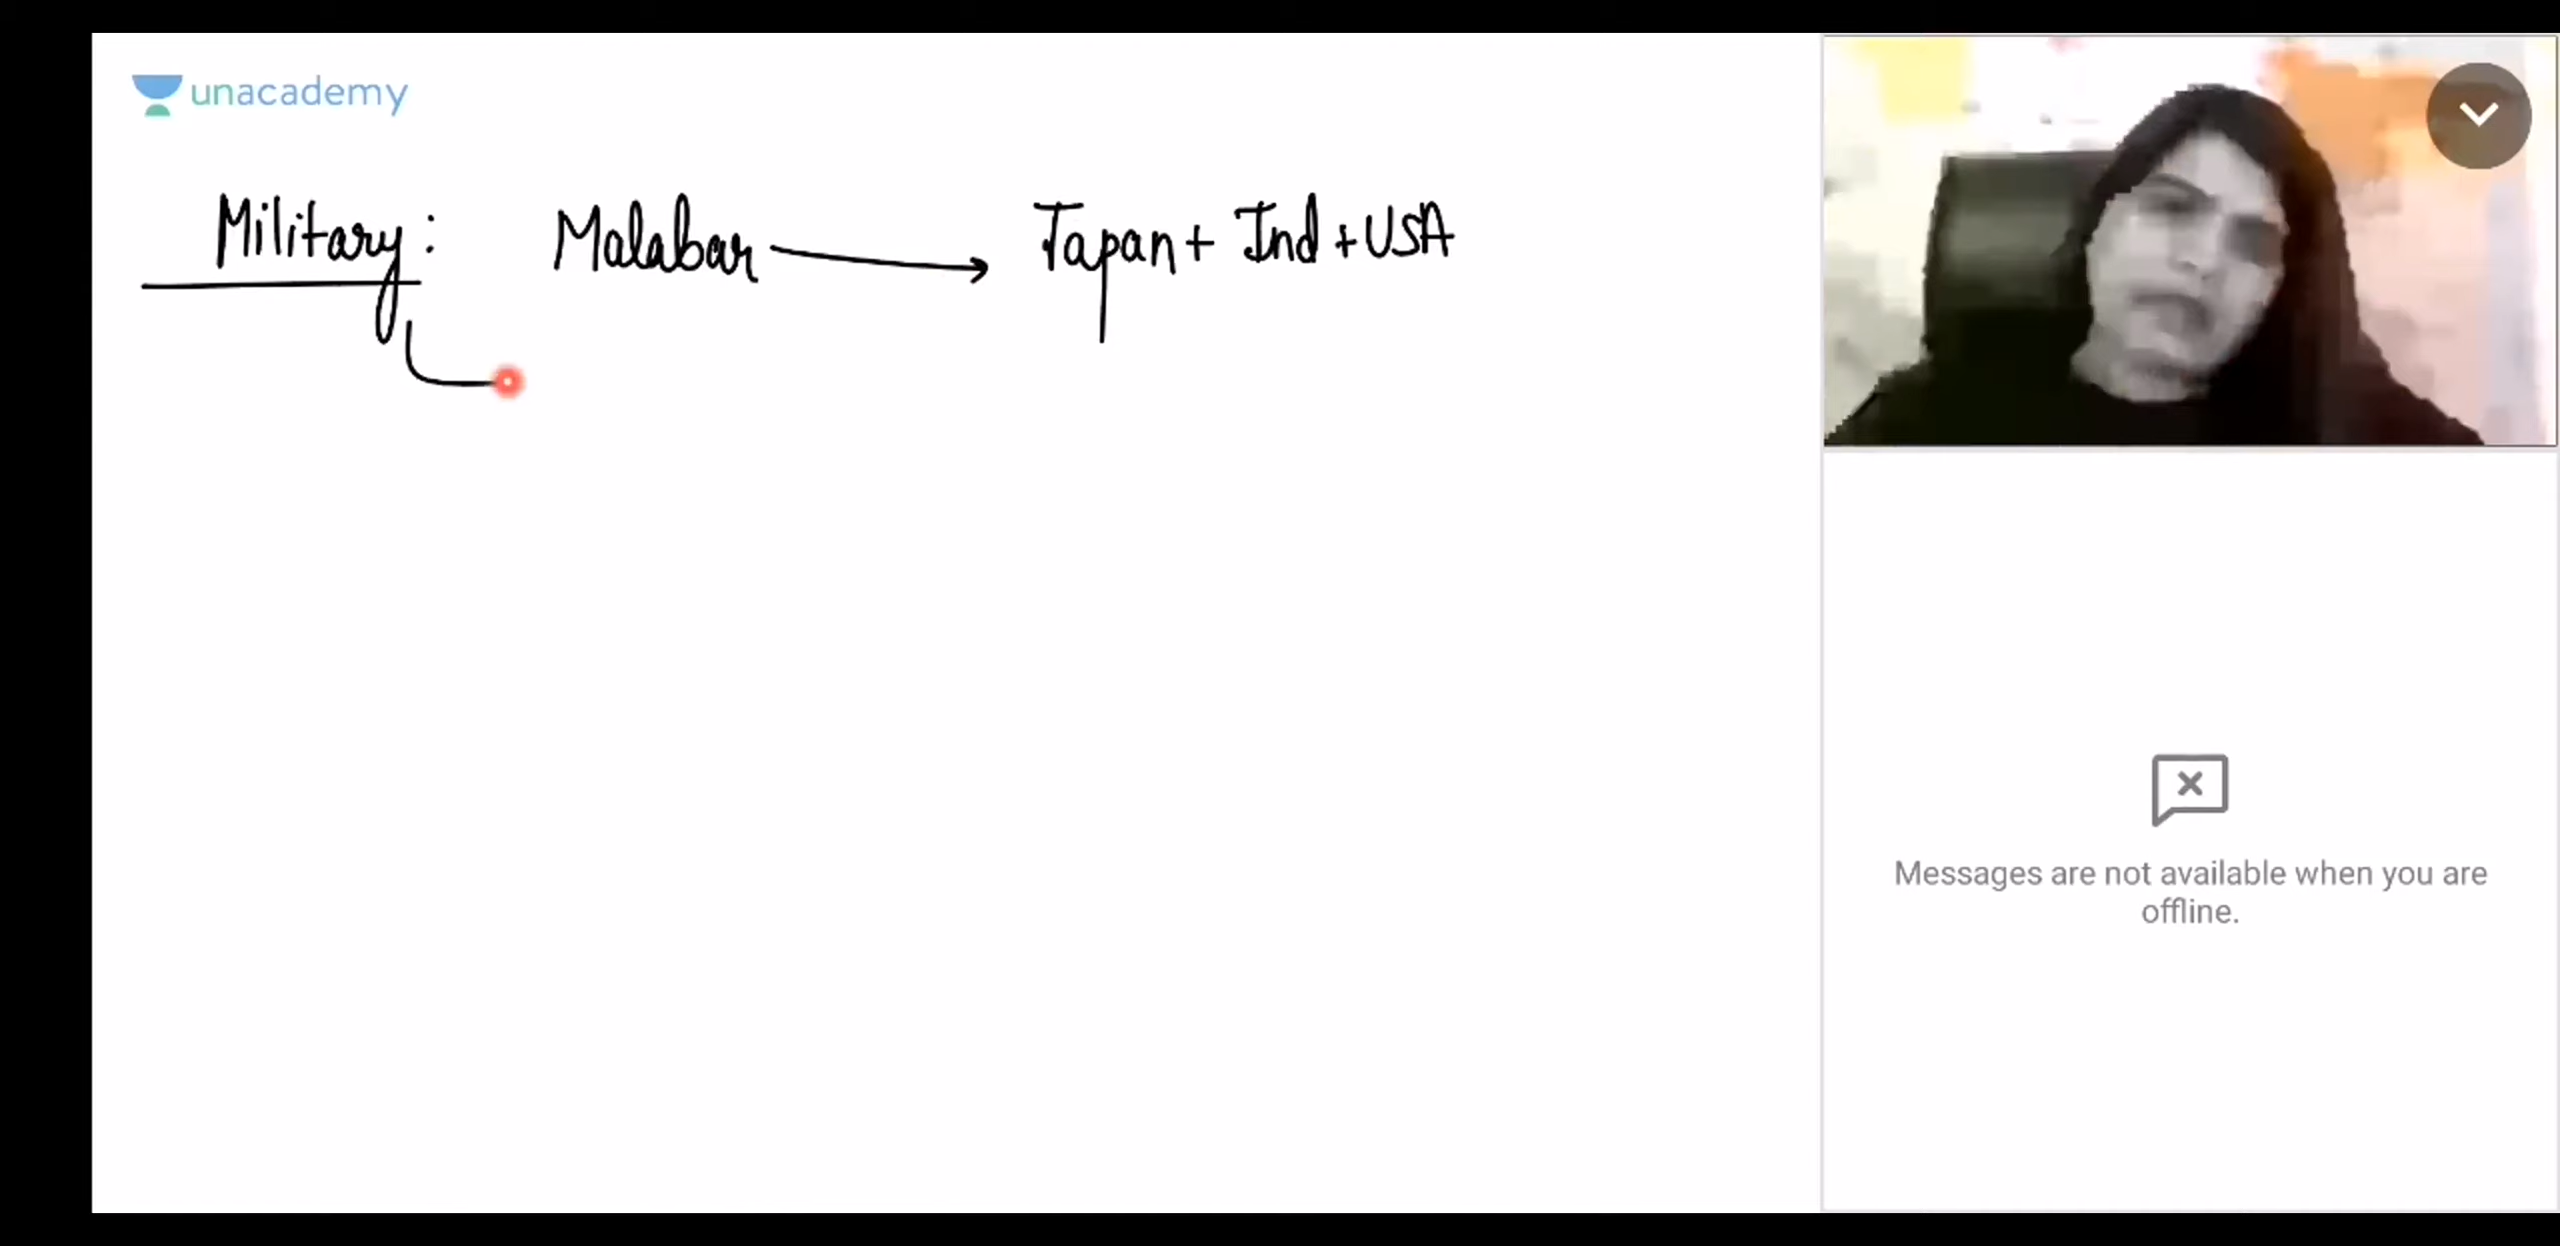 unacademy
Military: Malabar → Japan + Ind + USA
Messages are not available when you are
offline.